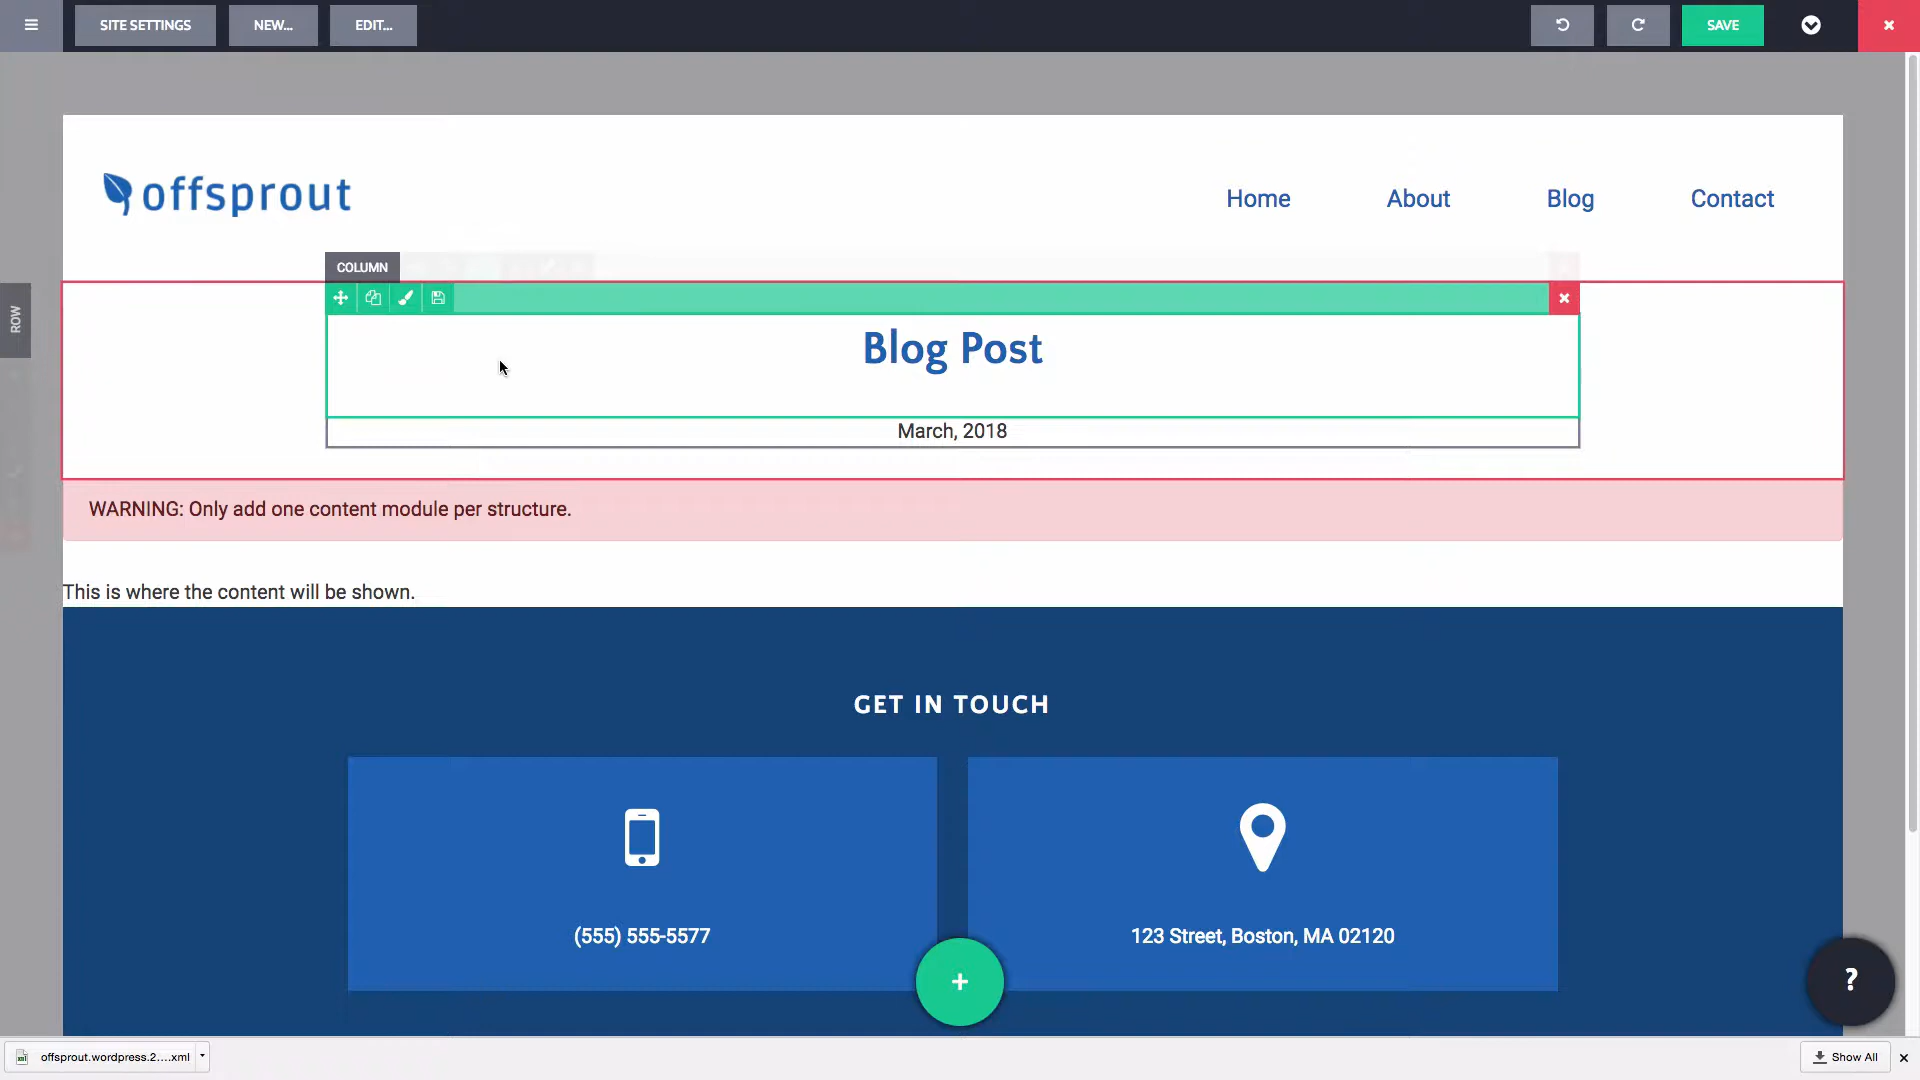 SITE SETTINGS
NEW...
EDIT...
SAVE
offsprout
Home
About
Blog
Contact
COLUMN
ROW
Blog Post
March, 2018
WARNING: Only add one content module per structure.
This is where the content will be shown.
GET IN TOUCH
(555) 555-5577
123 Street, Boston, MA 02120
+
?
offsprout.wordpress.2....xml
Show All